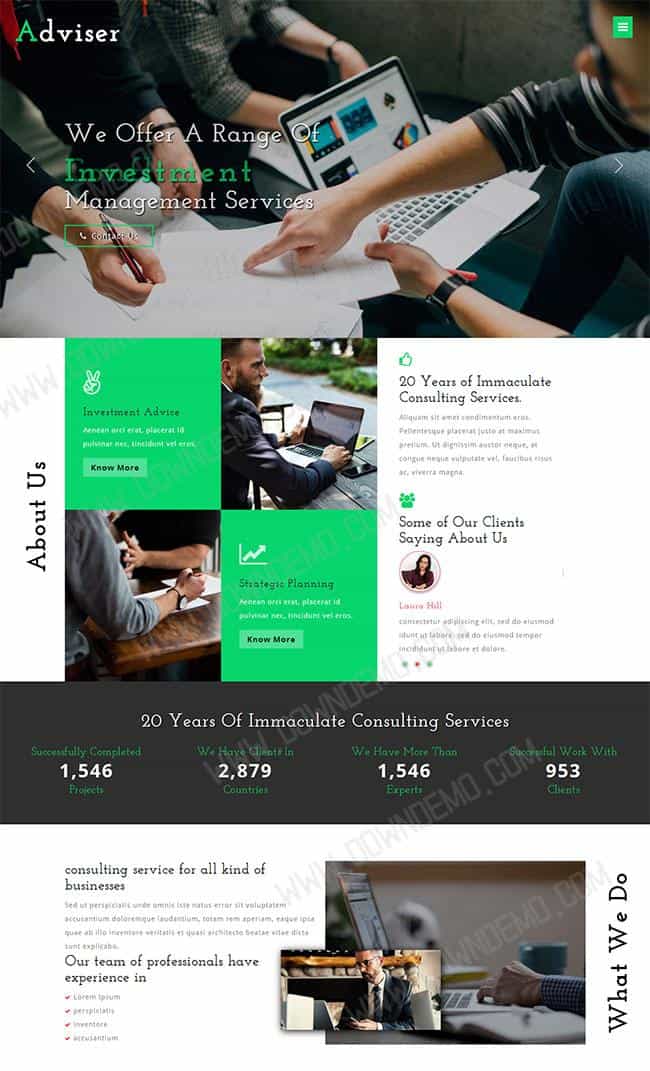 Adviser
We Offer A Range Of
Investment
Management Services
Contact Us
About Us
Investment Advice
Aenean orci erat, placerat id
pulvinar nec, tincidunt vel eros.
Know More
Strategic Planning
Aenean orci erat, placerat id
pulvinar nec, tincidunt vel eros.
Know More
20 Years of Immaculate
Consulting Services.
Aliquam sit amet condimentum eros.
Pellentesque placerat justo at maximus
pretium. Ut dignissim auctor neque, at
congue neque vulputate vel, faucibus risus
ac, viverra magna.
Some of Our Clients
Saying About Us
Laura Hill
consectetur adipiscing elit, sed do eiusmod
idunt ut labore. sed do eiusmod tempor
incididunt ut labore et dolore.
20 Years Of Immaculate Consulting Services
Successfully Completed
1,546
Projects
We Have Clients In
2,879
Countries
We Have More Than
1,546
Experts
Successful Work With
953
Clients
consulting service for all kind of
businesses
Sed ut perspiciatis unde omnis iste natus error sit voluptatem
accusantium doloremque laudantium, totam rem aperiam, eaque ipsa
quae ab illo inventore veritatis et quasi architecto beatae vitae dicta
sunt explicabo.
Our team of professionals have
experience in
Lorem Ipsum
perspiciatis
inventore
accusantium
What We Do
WWW.DOWNDEMO.COM
WWW.DOWNDEMO.COM
WWW.DOWNDEMO.COM
WWW.DOWNDEMO.COM